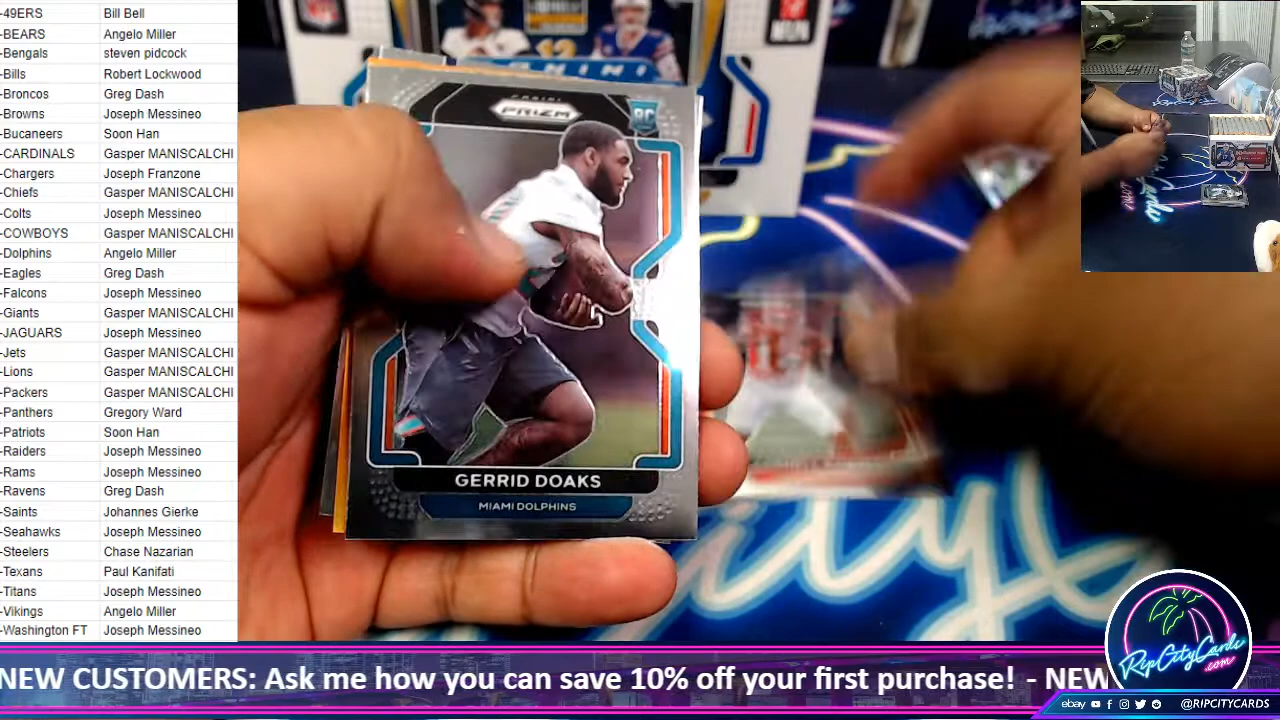 -49ERS Bill Bell
-BEARS Angelo Miller
-Bengals steven pidcock
-Bills Robert Lockwood
-Broncos Greg Dash
-Browns Joseph Messineo
-Bucaneers Soon Han
-CARDINALS Gasper MANISCALCHI
-Chargers Joseph Franzone
-Chiefs Gasper MANISCALCHI
-Colts Joseph Messineo
-COWBOYS Gasper MANISCALCHI
-Dolphins Angelo Miller
-Eagles Greg Dash
-Falcons Joseph Messineo
-Giants Gasper MANISCALCHI
-JAGUARS Joseph Messineo
-Jets Gasper MANISCALCHI
-Lions Gasper MANISCALCHI
-Packers Gasper MANISCALCHI
-Panthers Gregory Ward
-Patriots Soon Han
-Raiders Joseph Messineo
-Rams Joseph Messineo
-Ravens Greg Dash
-Saints Johannes Gierke
-Seahawks Joseph Messineo
-Steelers Chase Nazarian
-Texans Paul Kanifati
-Titans Joseph Messineo
-Vikings Angelo Miller
-Washington FT Joseph Messineo
PANINI
PANINI
PRIZM
RC
GERRID DOAKS
MIAMI DOLPHINS
NEW CUSTOMERS: Ask me how you can save 10% off your first purchase! - NEW
RipCityCards
.com
ebay @RIPCITYCARDS